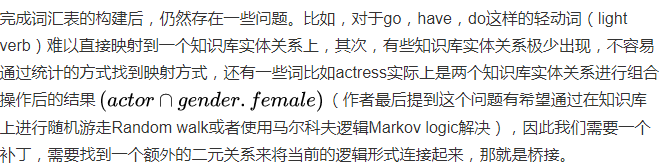 完成词汇表的构建后，仍然存在一些问题。比如，对于go，have，do这样的轻动词（light
verb）难以直接映射到一个知识库实体关系上，其次，有些知识库实体关系极少出现，不容易
通过统计的方式找到映射方式，还有一些词比如actress实际上是两个知识库实体关系进行组合
操作后的结果 (actor ∩ gender.female)（作者最后提到这个问题有希望通过在知识库
上进行随机游走Random walk或者使用马尔科夫逻辑Markov logic解决），因此我们需要一个
补丁，需要找到一个额外的二元关系来将当前的逻辑形式连接起来，那就是桥接。